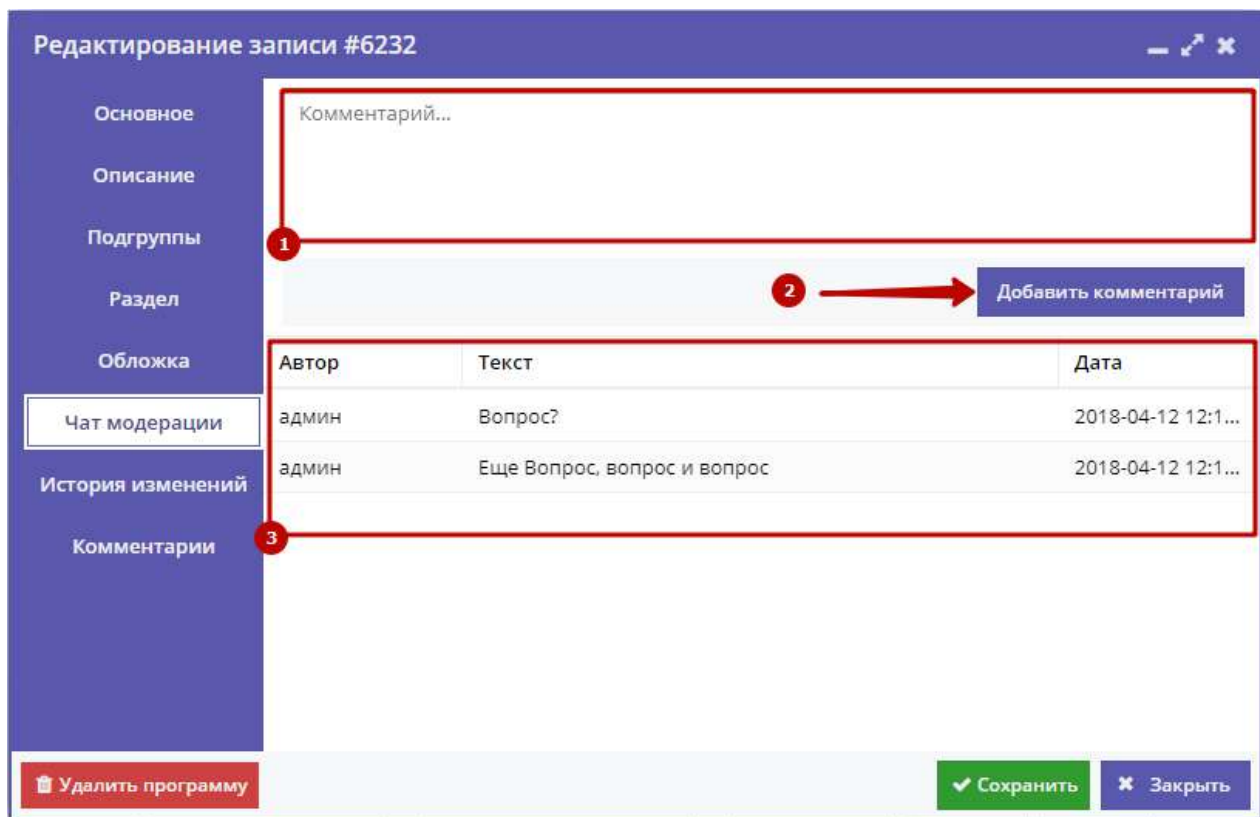 Редактирование записи #6232
Основное
Описание
Подгруппы
Раздел
Обложка
Чат модерации
История изменений
Комментарии
Комментарий...
1
2
Добавить комментарий
Автор Текст Дата
админ Вопрос? 2018-04-12 12:1...
админ Еще Вопрос, вопрос и вопрос 2018-04-12 12:1...
3
Удалить программу
Сохранить
Закрыть